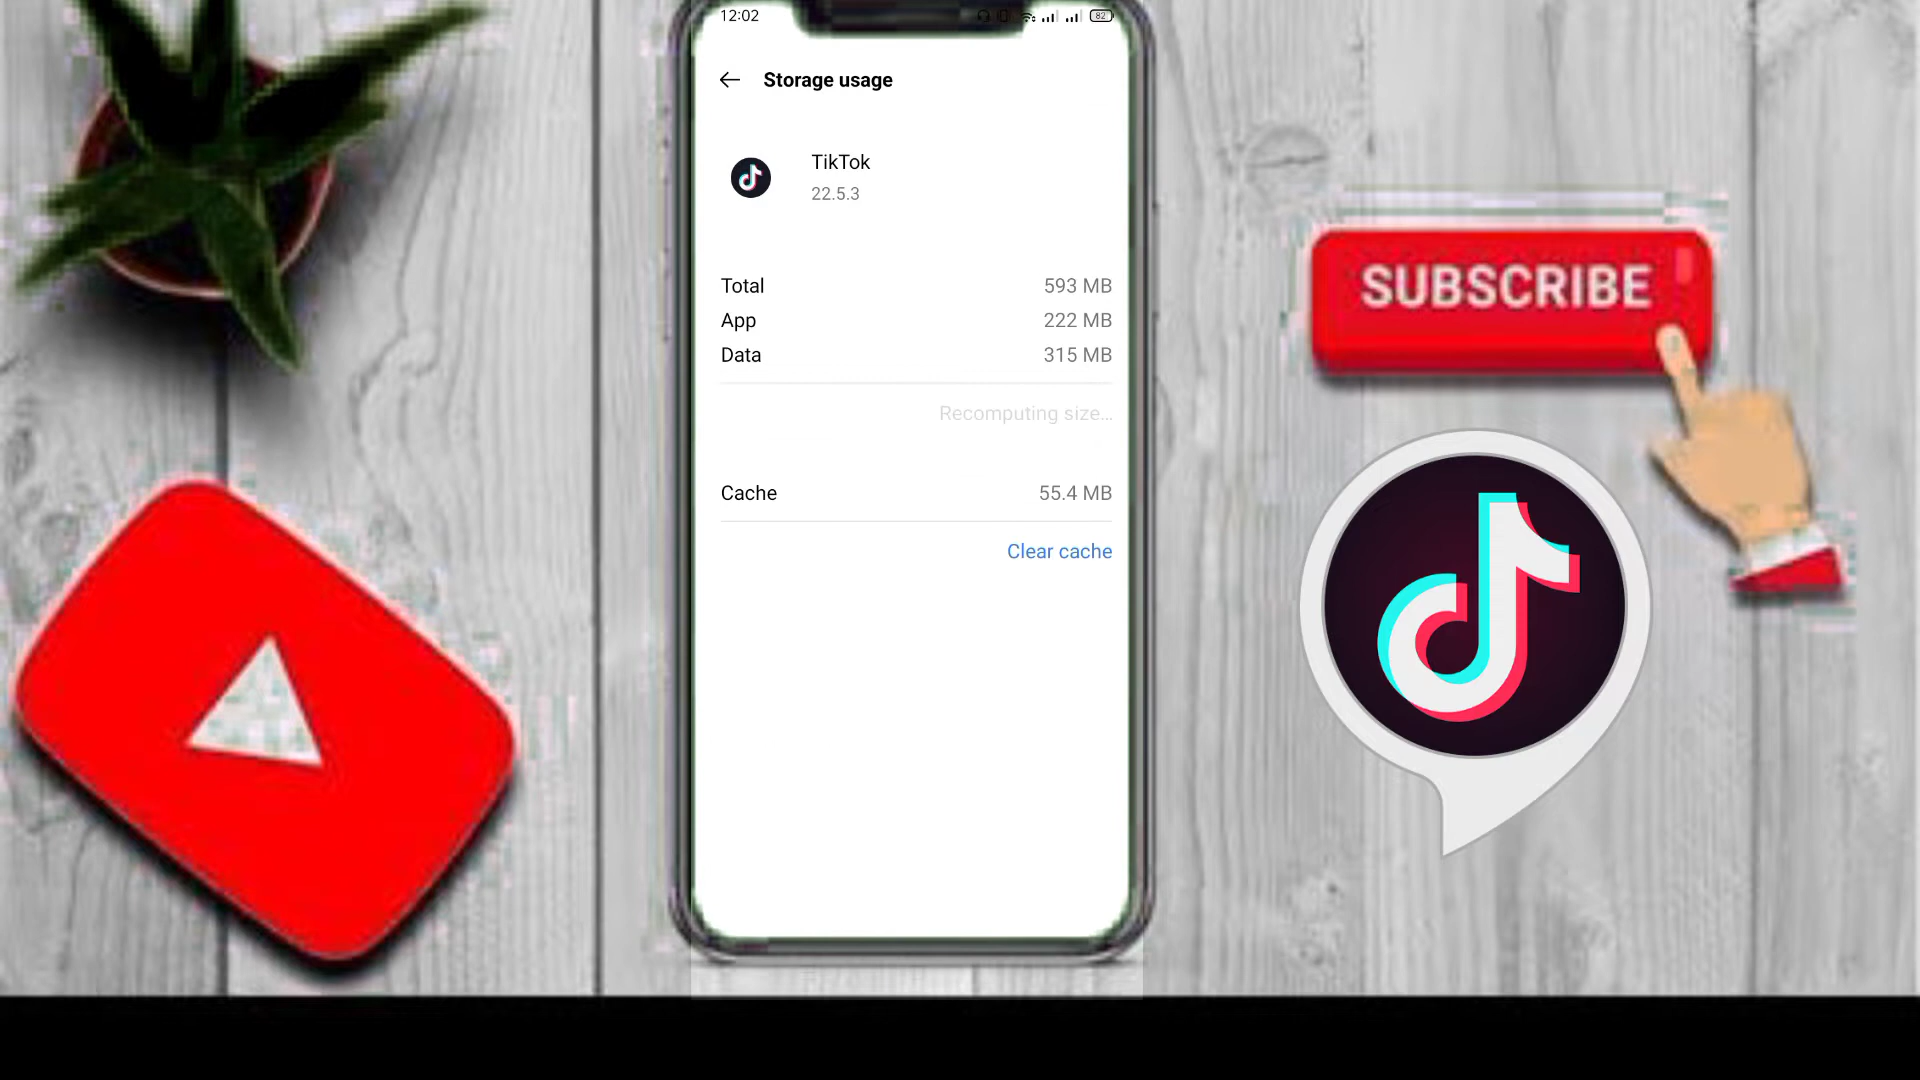 12:02
82
Storage usage
TikTok
22.5.3
Total 593 MB
App 222 MB
Data 315 MB
Recomputing size...
Cache 55.4 MB
Clear cache
SUBSCRIBE